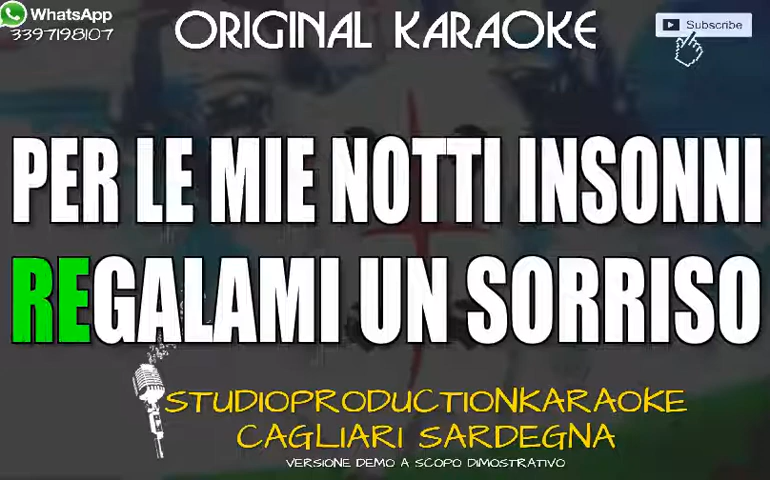 WhatsApp
3397198107
ORIGINAL KARAOKE
Subscribe
PER LE MIE NOTTI INSONNI
REGALAMI UN SORRISO
STUDIOPRODUCTIONKARAOKE
CAGLIARI SARDEGNA
VERSIONE DEMO A SCOPO DIMOSTRATIVO